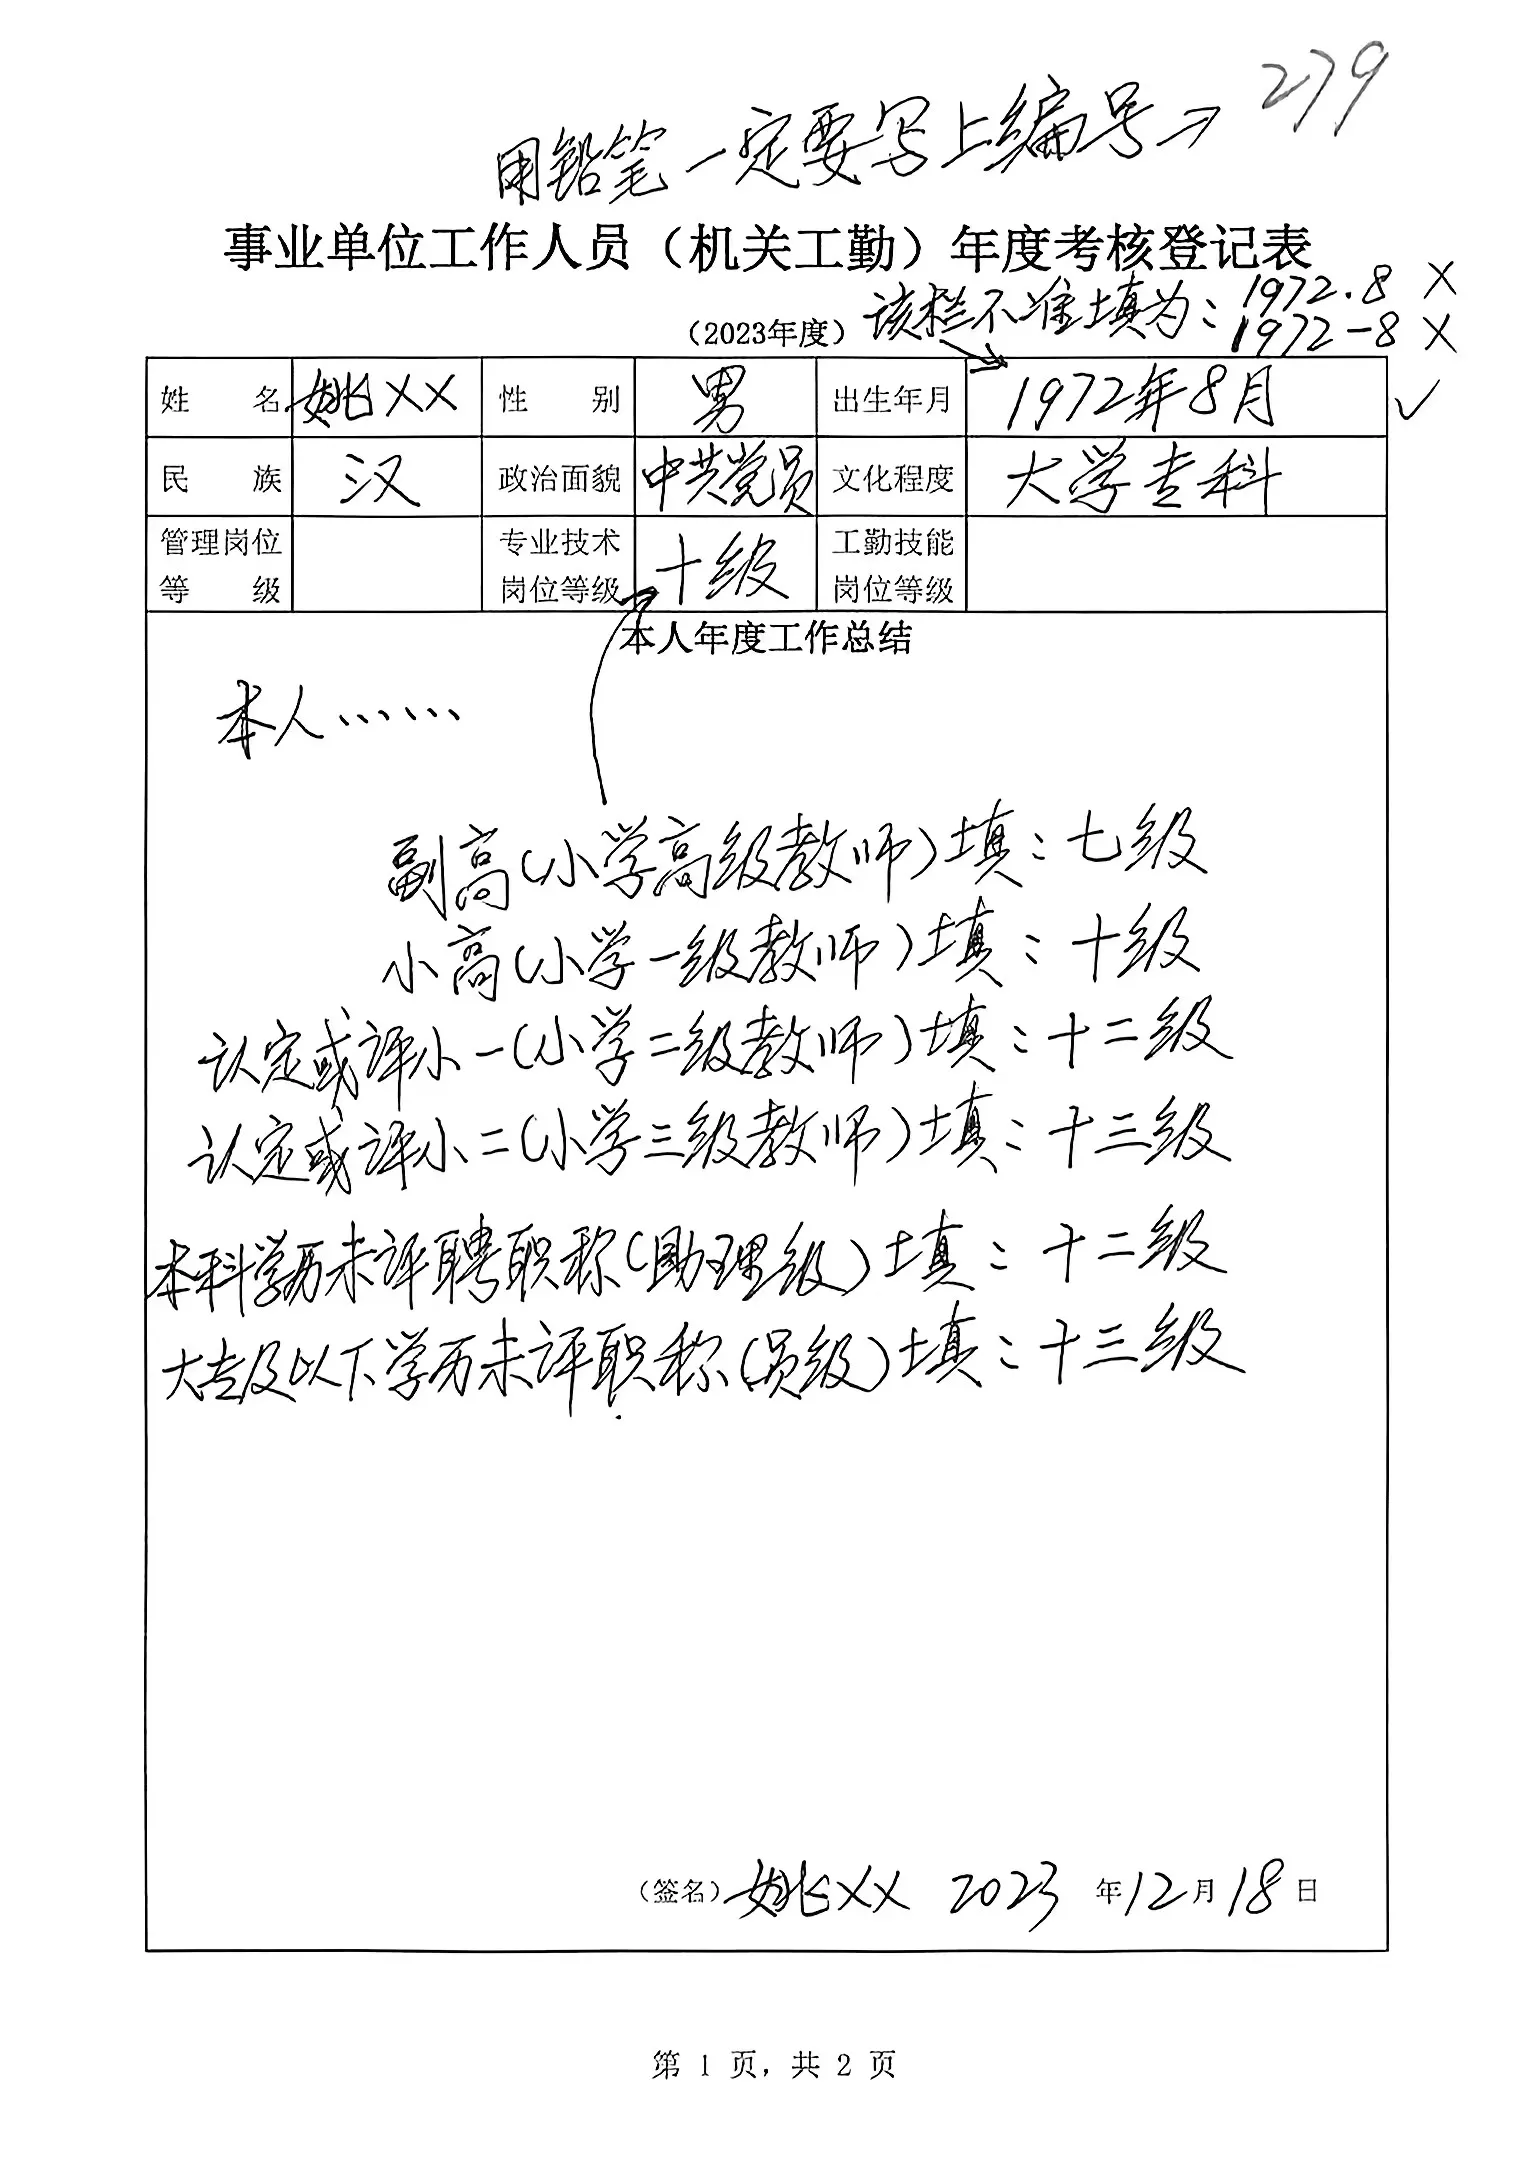 279
用铅笔一定要写上编号→
事业单位工作人员（机关工勤）年度考核登记表
（2023年度）
该栏不准填为：1972.8 ×
1972-8 ×
姓 名 姚×× 性 别 男 出生年月 1972年8月 ✓
民 族 汉 政治面貌 中共党员 文化程度 大学专科
管理岗位等 级 专业技术岗位等级 十级 工勤技能岗位等级
本人年度工作总结
本人……
副高(小学高级教师)填：七级
小高(小学一级教师)填：十级
认定或评小一(小学二级教师)填：十二级
认定或评小二(小学三级教师)填：十三级
本科学历未评聘职称(助理级)填：十二级
大专及以下学历未评职称(员级)填：十三级
（签名）姚×× 2023年12月18日
第 1 页，共 2 页